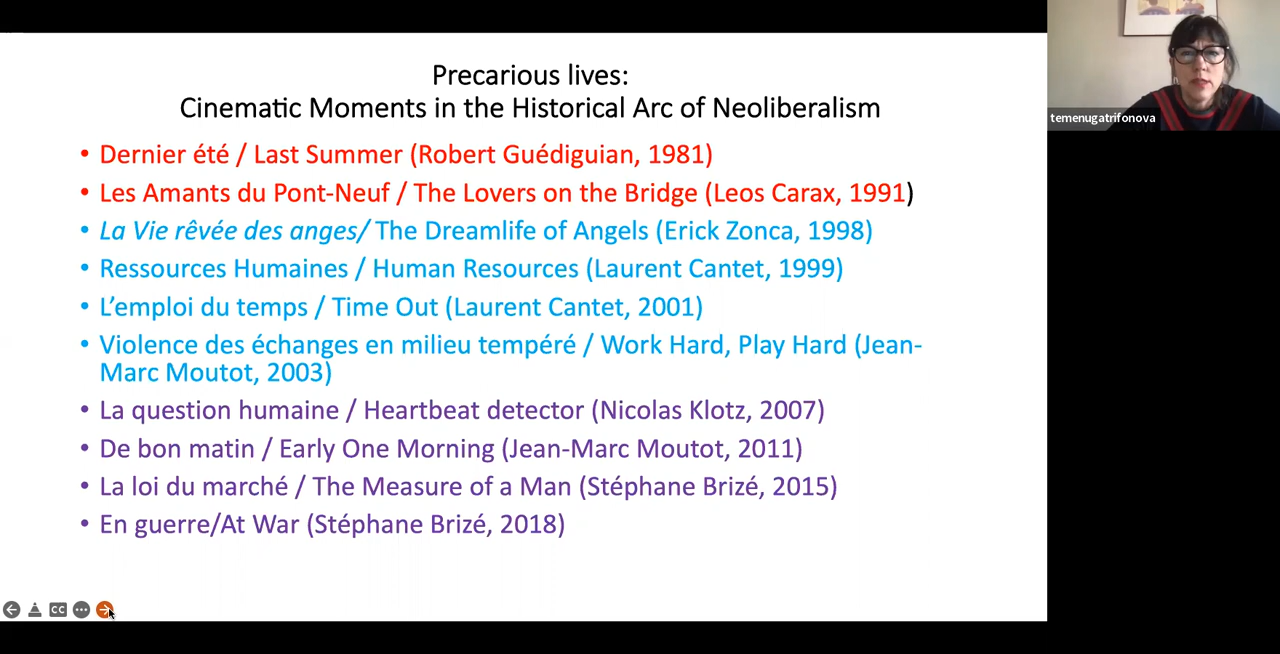 Precarious lives:
Cinematic Moments in the Historical Arc of Neoliberalism
• Dernier été / Last Summer (Robert Guédiguian, 1981)
• Les Amants du Pont-Neuf / The Lovers on the Bridge (Leos Carax, 1991)
• La Vie rêvée des anges/ The Dreamlife of Angels (Erick Zonca, 1998)
• Ressources Humaines / Human Resources (Laurent Cantet, 1999)
• L’emploi du temps / Time Out (Laurent Cantet, 2001)
• Violence des échanges en milieu tempéré / Work Hard, Play Hard (Jean-
Marc Moutot, 2003)
• La question humaine / Heartbeat detector (Nicolas Klotz, 2007)
• De bon matin / Early One Morning (Jean-Marc Moutot, 2011)
• La loi du marché / The Measure of a Man (Stéphane Brizé, 2015)
• En guerre/At War (Stéphane Brizé, 2018)
CC
temenugatrifonova